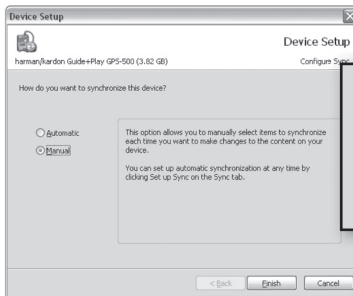 Device Setup
Device Setup
harman/kardon Guide+Play GPS-500 (3.82 GB)
Configure Sync
How do you want to synchronize this device?
Automatic
Manual
This option allows you to manually select items to synchronize
each time you want to make changes to the content on your
device.
You can set up automatic synchronization at any time by
clicking Set up Sync on the Sync tab.
< Back
Finish
Cancel